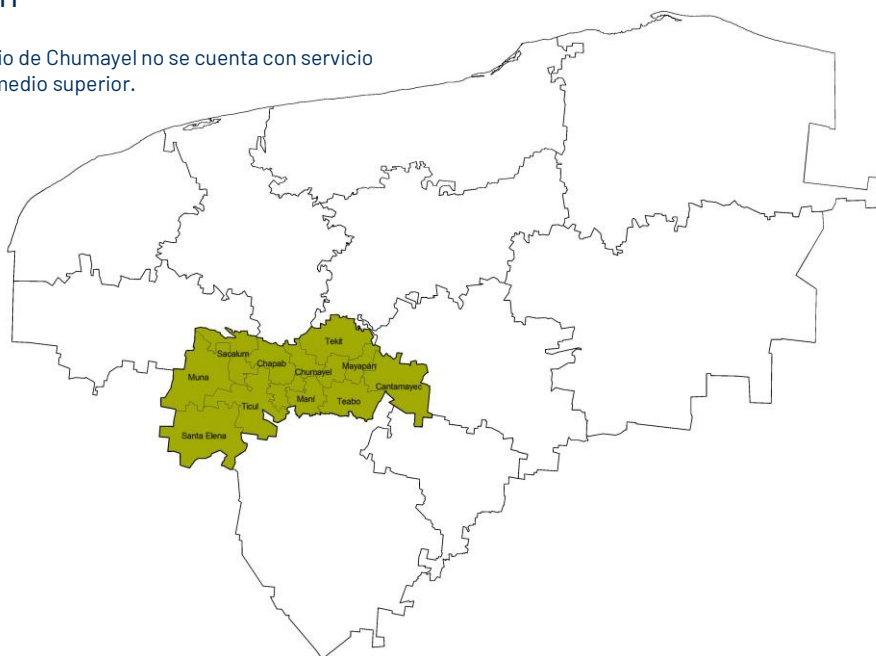 io de Chumayel no se cuenta con servicio
medio superior.
Tekit
Sacalum
Chapab
Mayapán
Muna
Chumayel
Cantamayec
Maní
Teabo
Ticul
Santa Elena